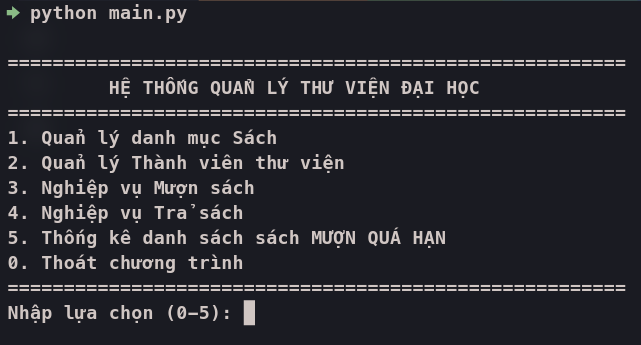 ➜ python main.py
=======================================================
HỆ THỐNG QUẢN LÝ THƯ VIỆN ĐẠI HỌC
=======================================================
1. Quản lý danh mục Sách
2. Quản lý Thành viên thư viện
3. Nghiệp vụ Mượn sách
4. Nghiệp vụ Trả sách
5. Thống kê danh sách sách MƯỢN QUÁ HẠN
0. Thoát chương trình
=======================================================
Nhập lựa chọn (0-5):